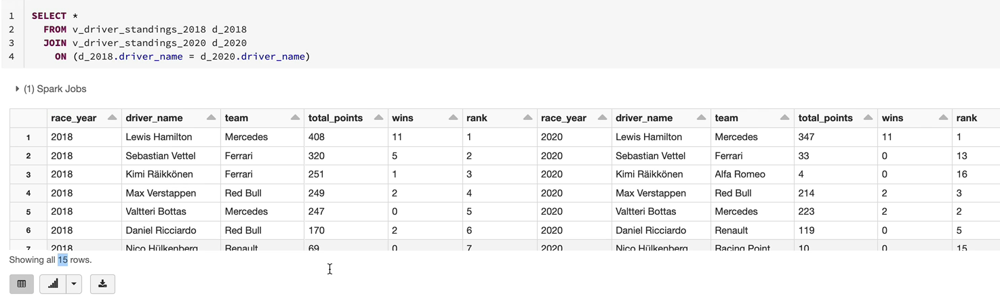 1 SELECT *
2 FROM v_driver_standings_2018 d_2018
3 JOIN v_driver_standings_2020 d_2020
4 ON (d_2018.driver_name = d_2020.driver_name)
(1) Spark Jobs
race_year driver_name team total_points wins rank race_year driver_name team total_points wins rank
1 2018 Lewis Hamilton Mercedes 408 11 1 2020 Lewis Hamilton Mercedes 347 11 1
2 2018 Sebastian Vettel Ferrari 320 5 2 2020 Sebastian Vettel Ferrari 33 0 13
3 2018 Kimi Räikkönen Ferrari 251 1 3 2020 Kimi Räikkönen Alfa Romeo 4 0 16
4 2018 Max Verstappen Red Bull 249 2 4 2020 Max Verstappen Red Bull 214 2 3
5 2018 Valtteri Bottas Mercedes 247 0 5 2020 Valtteri Bottas Mercedes 223 2 2
6 2018 Daniel Ricciardo Red Bull 170 2 6 2020 Daniel Ricciardo Renault 119 0 5
7 2018 Nico Hülkenberg Renault 69 0 7 2020 Nico Hülkenberg Racing Point 10 0 15
Showing all 15 rows.